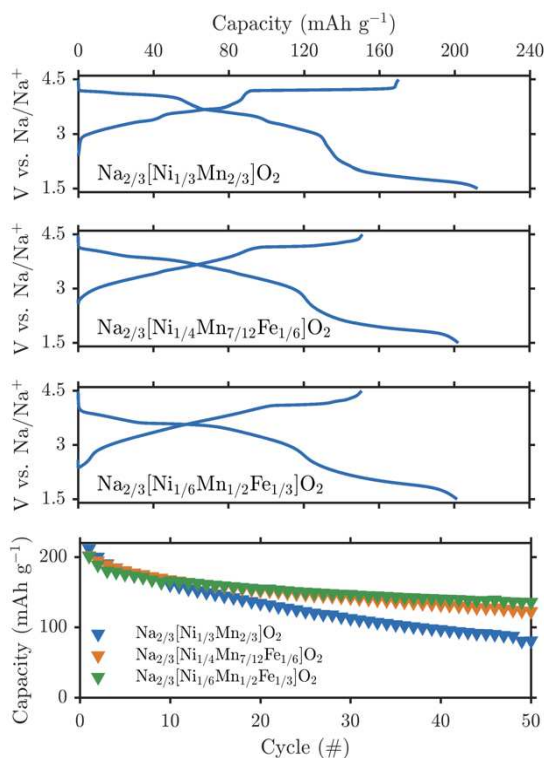 Capacity (mAh g⁻¹)
0 40 80 120 160 200 240
V vs. Na/Na⁺
4.5
3
1.5
Na₂/₃[Ni₁/₃Mn₂/₃]O₂
V vs. Na/Na⁺
4.5
3
1.5
Na₂/₃[Ni₁/₄Mn₇/₁₂Fe₁/₆]O₂
V vs. Na/Na⁺
4.5
3
1.5
Na₂/₃[Ni₁/₆Mn₁/₂Fe₁/₃]O₂
Capacity (mAh g⁻¹)
200
100
0
Na₂/₃[Ni₁/₃Mn₂/₃]O₂
Na₂/₃[Ni₁/₄Mn₇/₁₂Fe₁/₆]O₂
Na₂/₃[Ni₁/₆Mn₁/₂Fe₁/₃]O₂
0 10 20 30 40 50
Cycle (#)